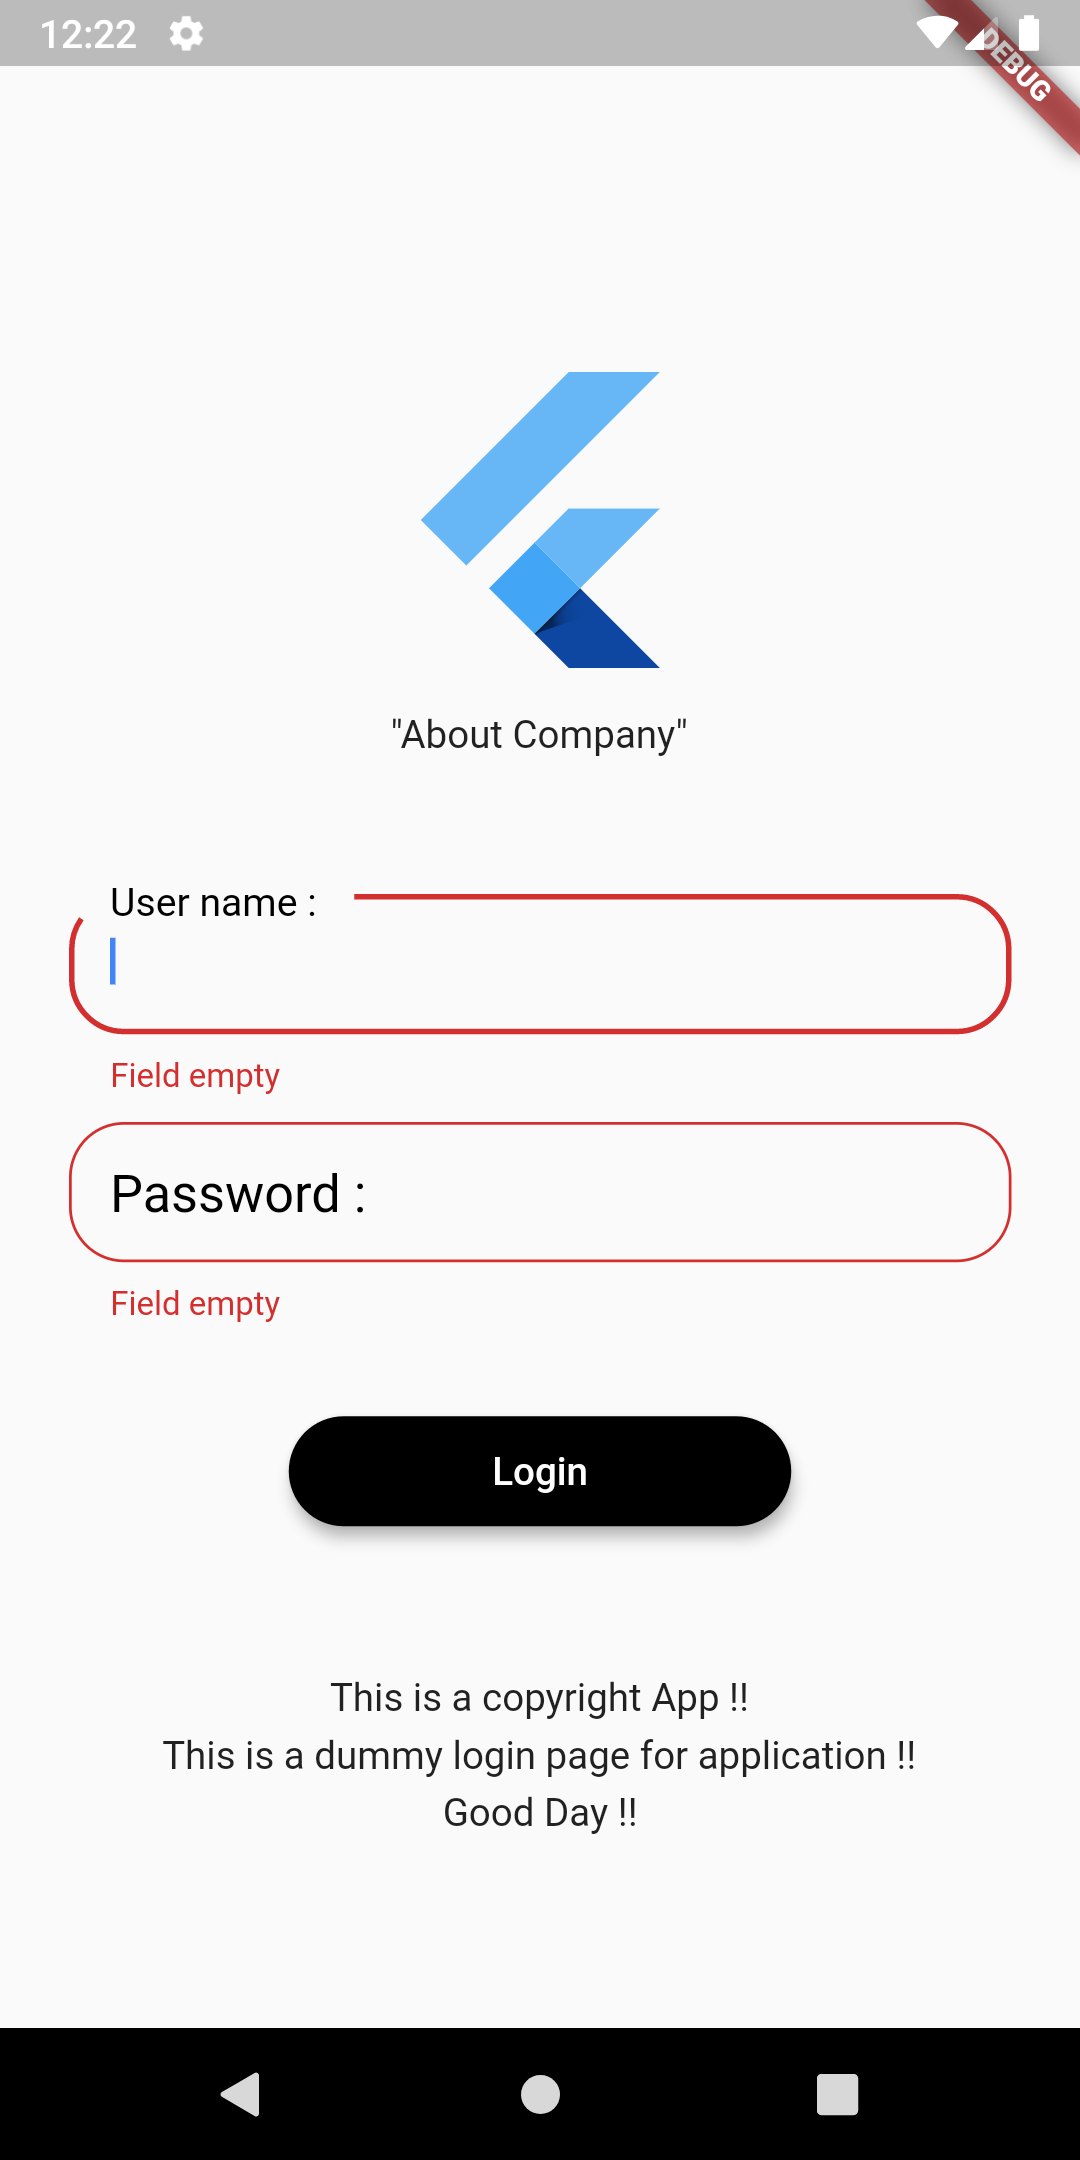 12:22
DEBUG
"About Company"
User name :
Field empty
Password :
Field empty
Login
This is a copyright App !!
This is a dummy login page for application !!
Good Day !!